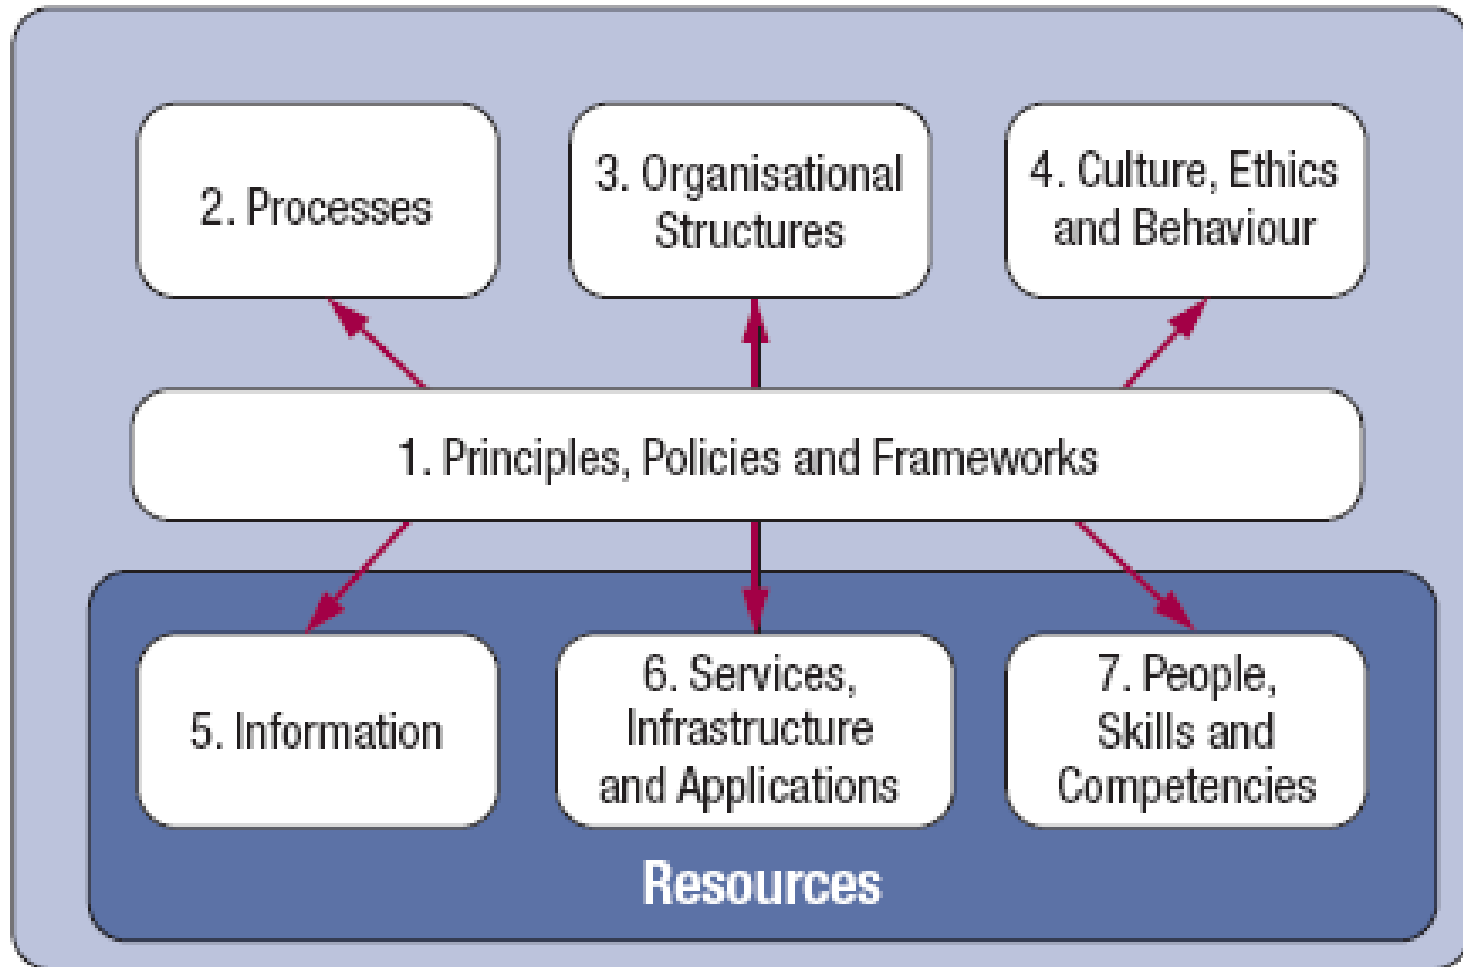 2. Processes
3. Organisational
Structures
4. Culture, Ethics
and Behaviour
1. Principles, Policies and Frameworks
5. Information
6. Services,
Infrastructure
and Applications
7. People,
Skills and
Competencies
Resources